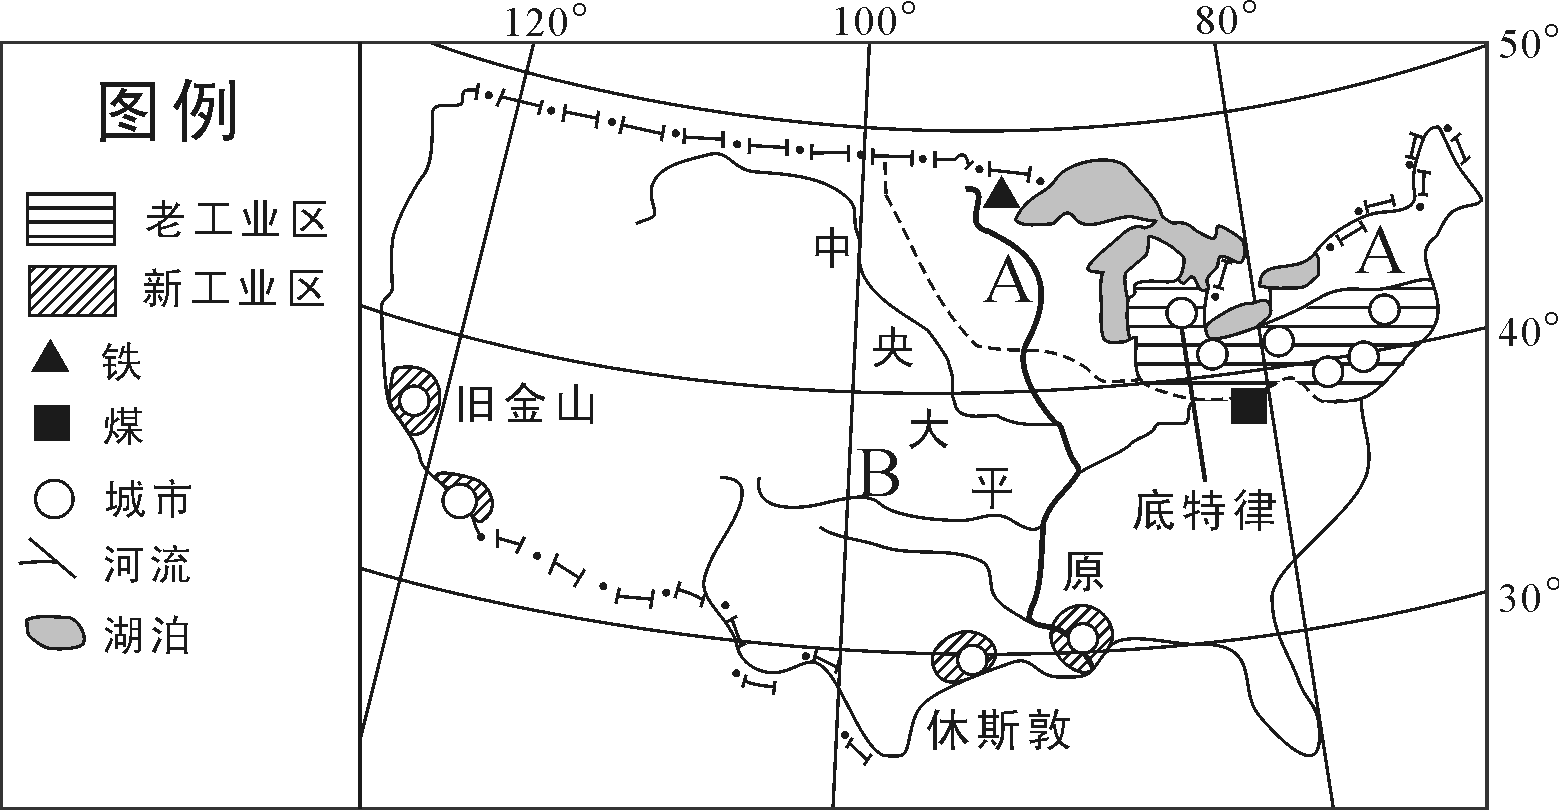 120°
100°
80°
50°
图例
老工业区
新工业区
铁
煤
城市
河流
湖泊
中
央
大
平
原
A
A
B
40°
旧金山
底特律
30°
休斯敦